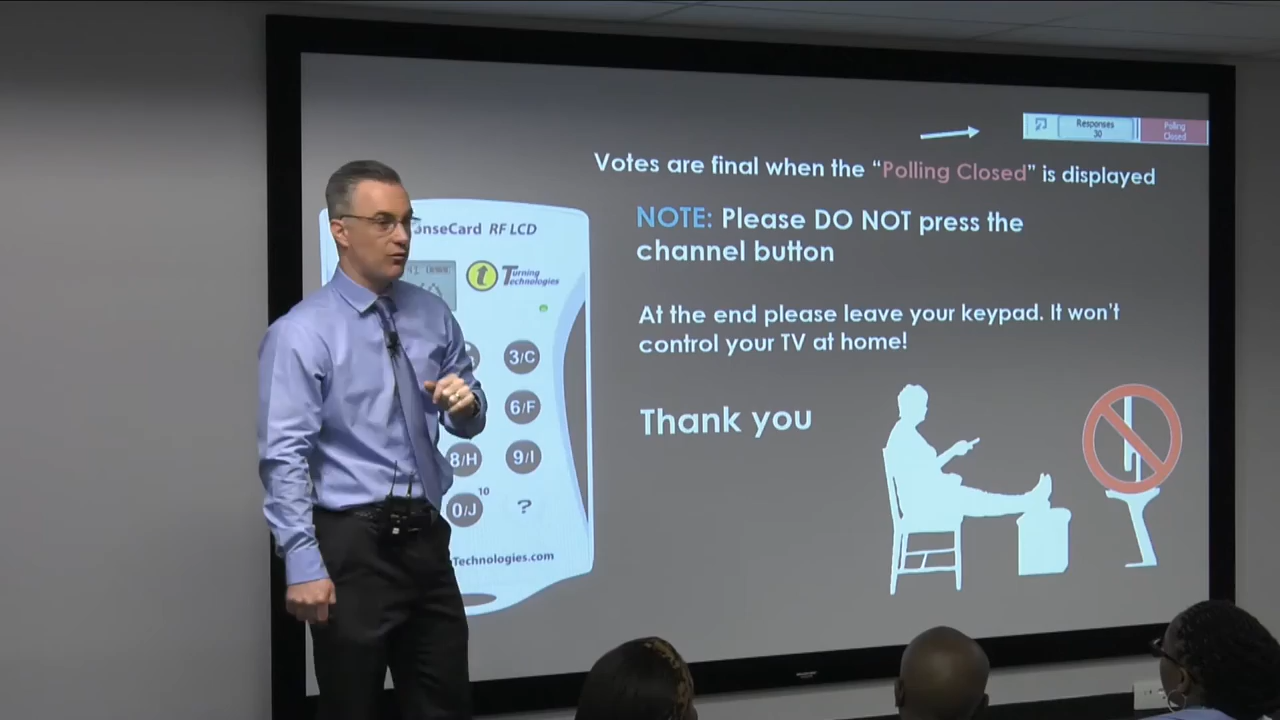 Responses
30
Polling
Closed
Votes are final when the “Polling Closed” is displayed
NOTE: Please DO NOT press the
channel button
At the end please leave your keypad. It won't
control your TV at home!
Thank you
onseCard RF LCD
Turning
Technologies
3/C
6/F
8/H
9/I
10
0/J
?
Technologies.com